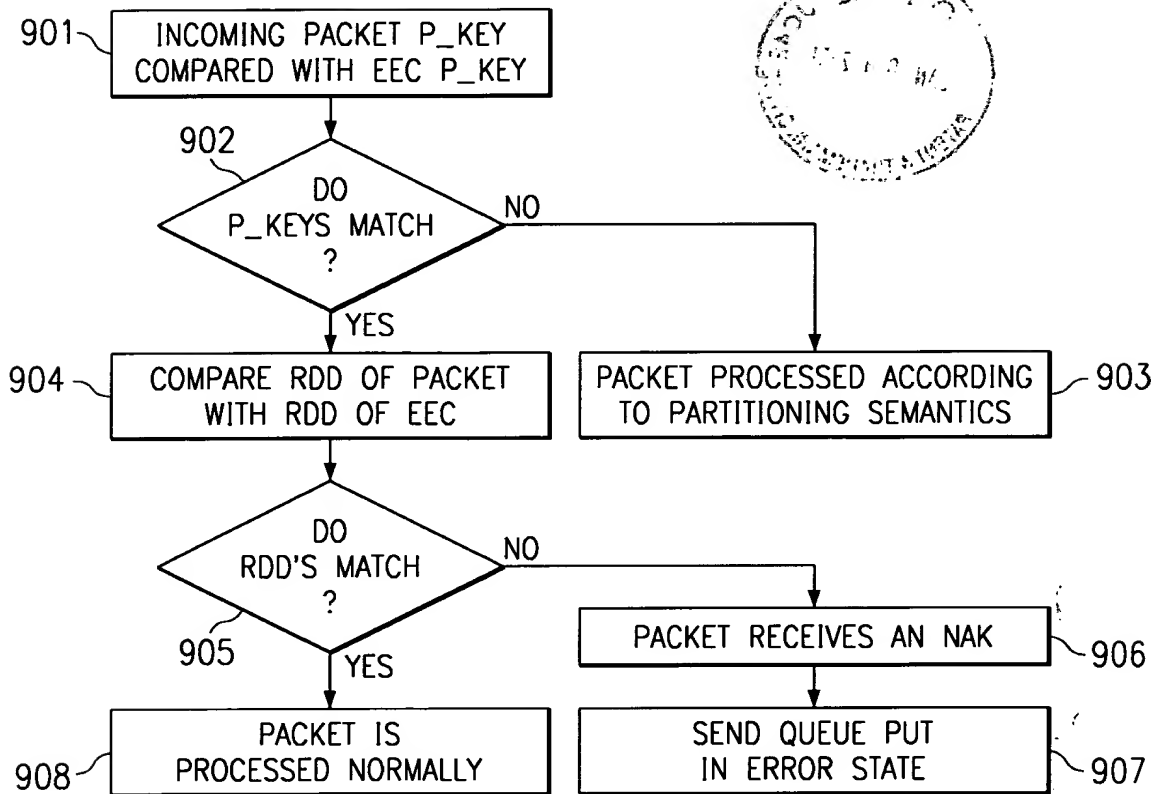 901
INCOMING PACKET P_KEY
COMPARED WITH EEC P_KEY
902
DO
P_KEYS MATCH
?
NO
YES
904
COMPARE RDD OF PACKET
WITH RDD OF EEC
PACKET PROCESSED ACCORDING
TO PARTITIONING SEMANTICS
903
DO
RDD'S MATCH
?
NO
905
YES
PACKET RECEIVES AN NAK
906
908
PACKET IS
PROCESSED NORMALLY
SEND QUEUE PUT
IN ERROR STATE
907